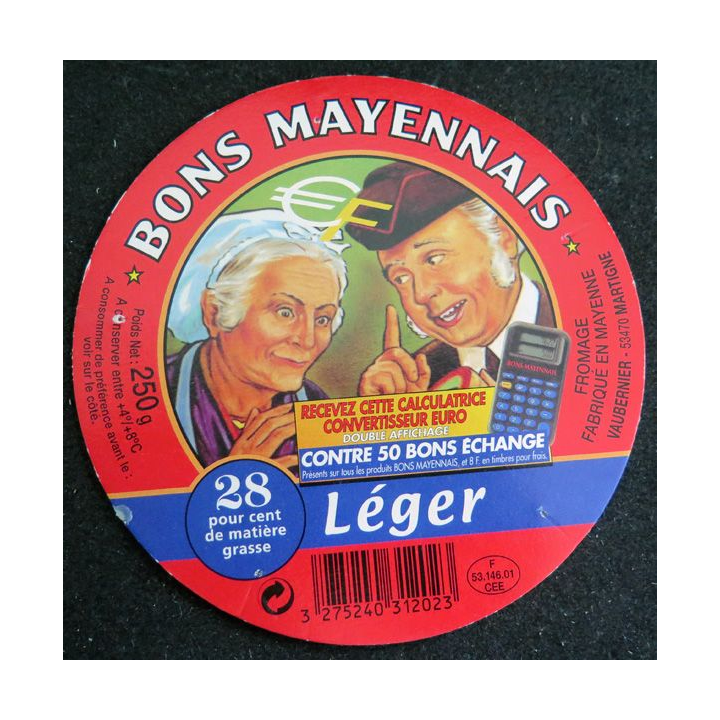 BONS MAYENNAIS
€F
Poids Net : 250 g
A conserver entre +4°/+8°C
A consommer de préférence avant le :
voir sur le côté.
FROMAGE
FABRIQUÉ EN MAYENNE
VAUBERNIER - 53470 MARTIGNE
BONS MAYENNAIS
RECEVEZ CETTE CALCULATRICE
CONVERTISSEUR EURO
DOUBLE AFFICHAGE
CONTRE 50 BONS ÉCHANGE
Présents sur tous les produits BONS MAYENNAIS, et 8 F. en timbres pour frais.
28
pour cent
de matière
grasse
Léger
3 275240 312023
F
53.146.01
CEE